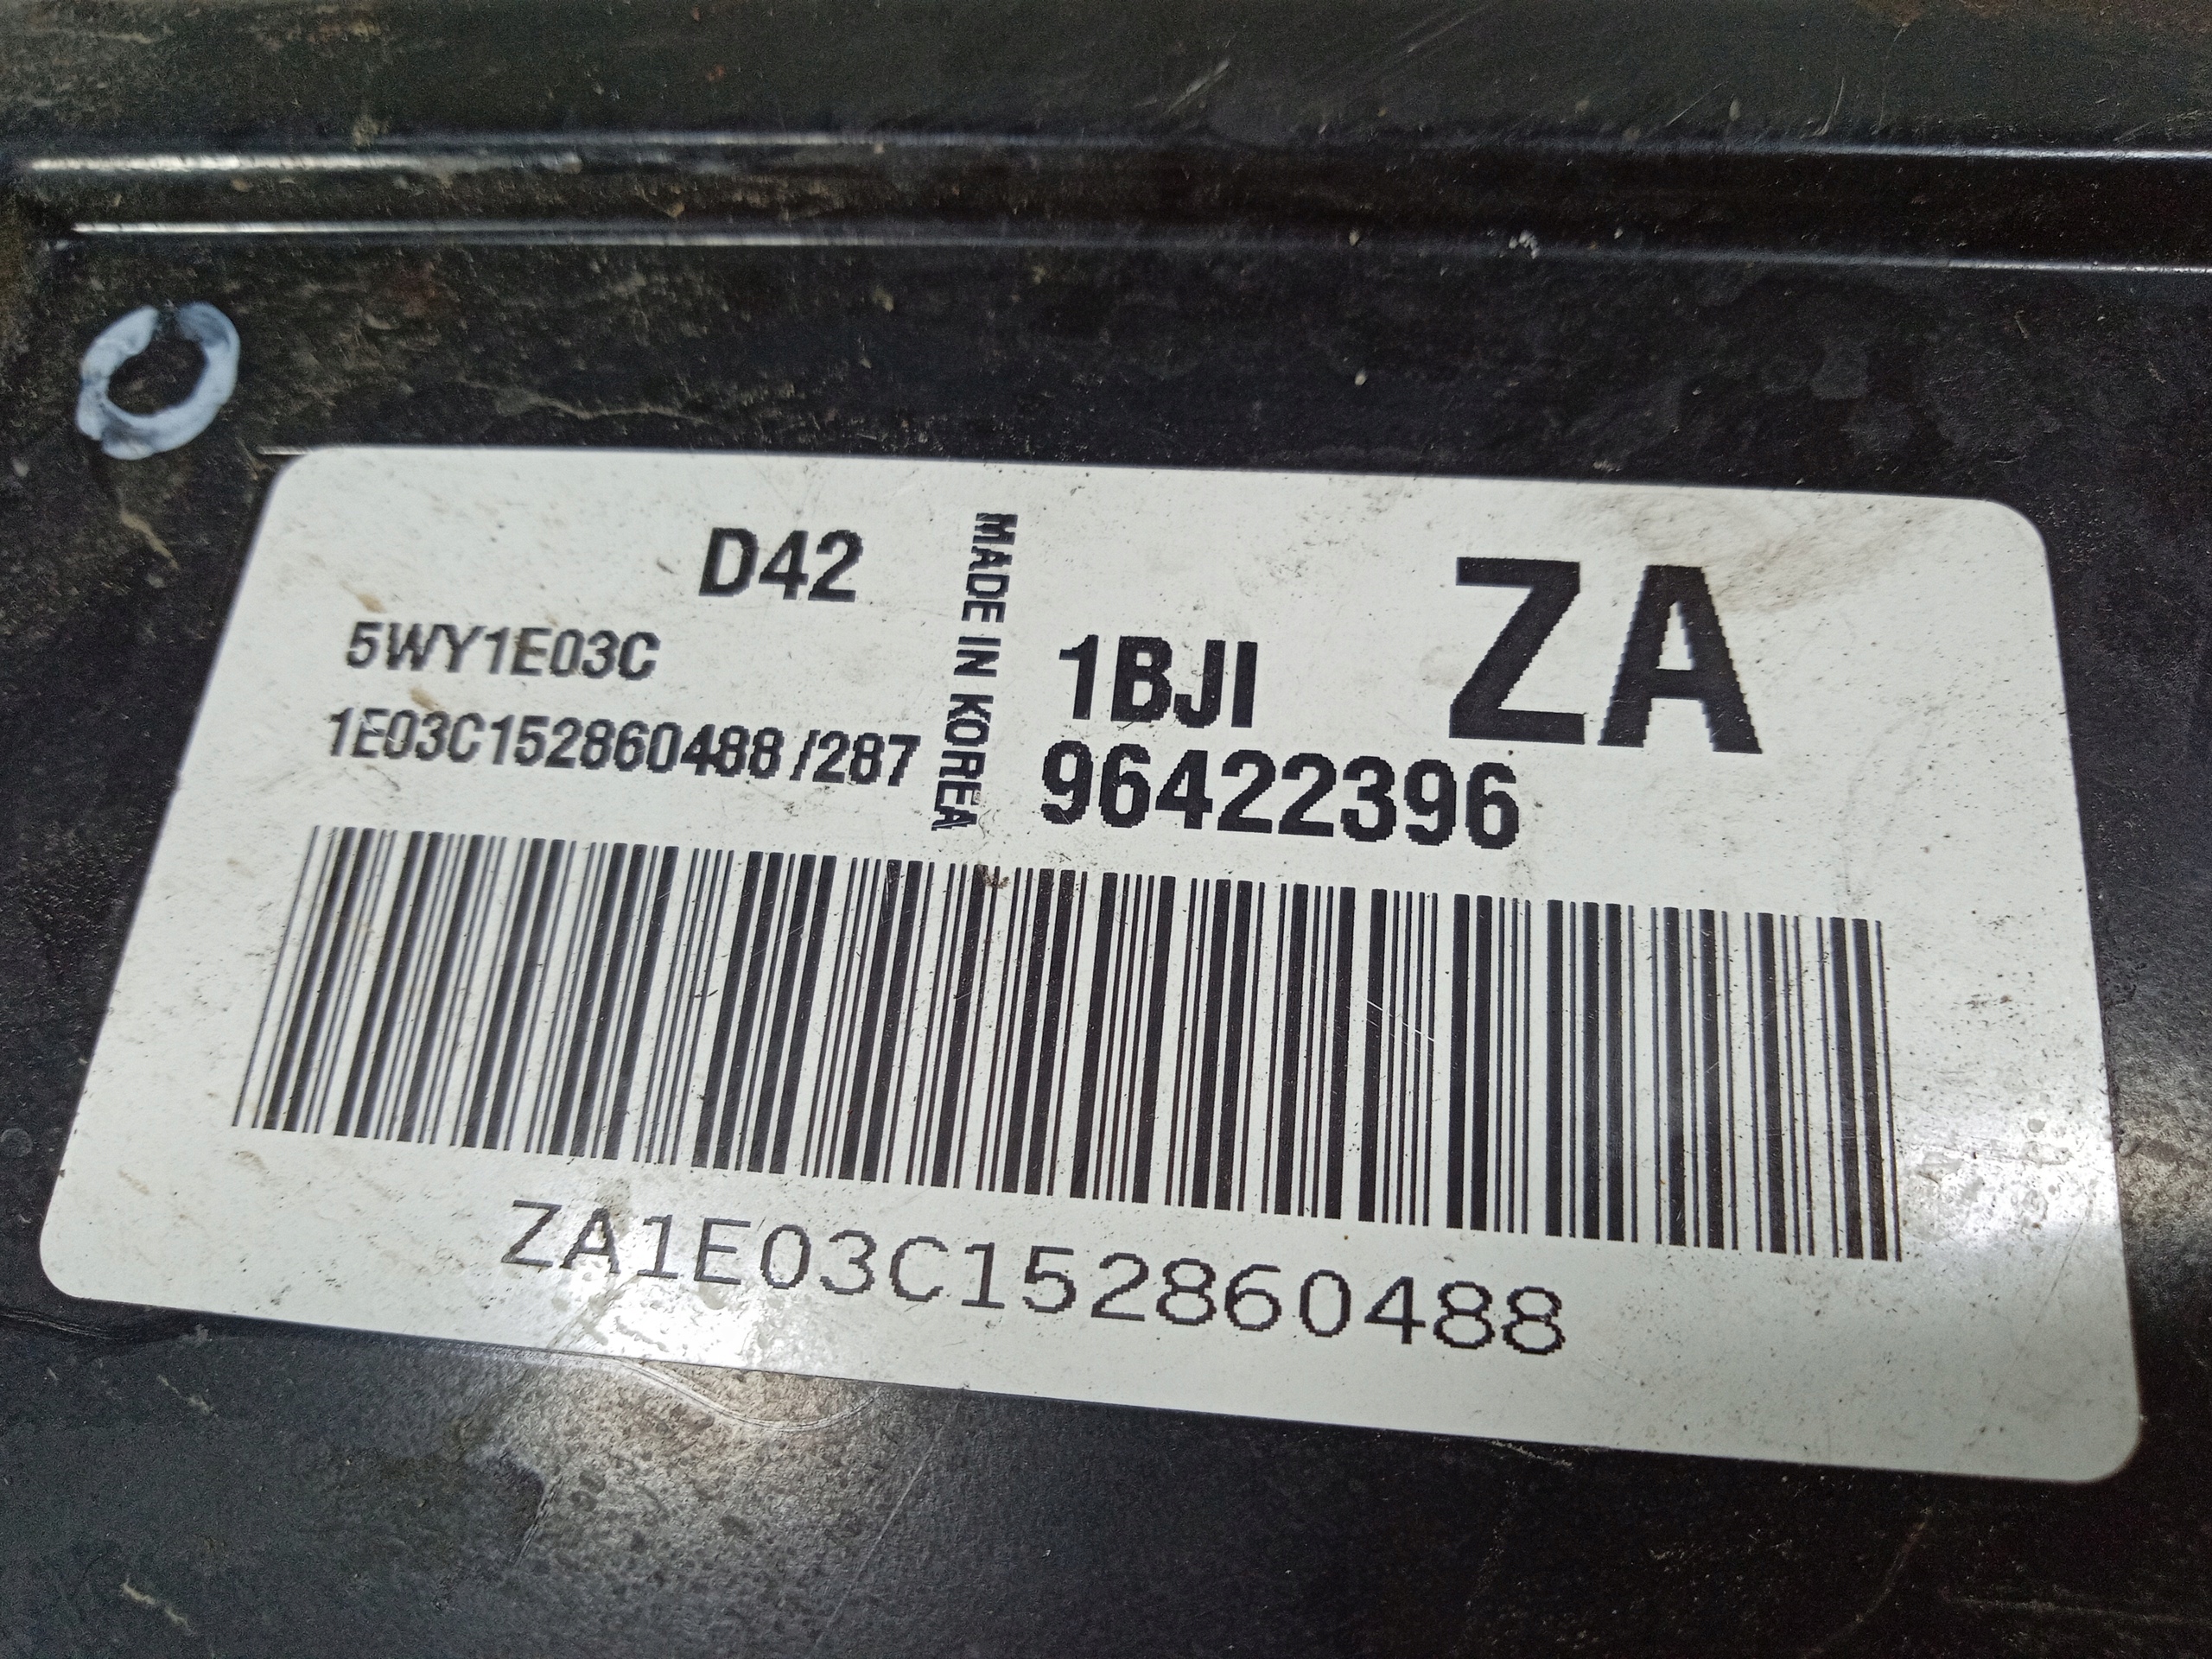 D42
5WY1E03C
1E03C152860488 /287
MADE IN KOREA
ZA
1BJI
96422396
ZA1E03C152860488